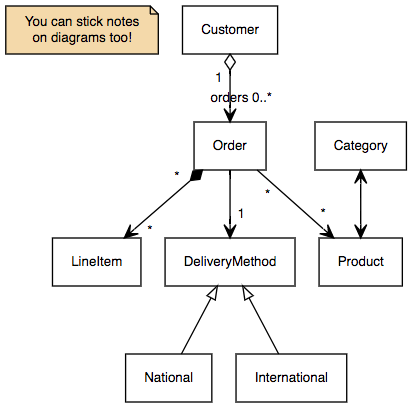 You can stick notes
on diagrams too!
Customer
1
orders 0..*
Order
Category
*
*
*
1
*
LineItem
DeliveryMethod
Product
National
International